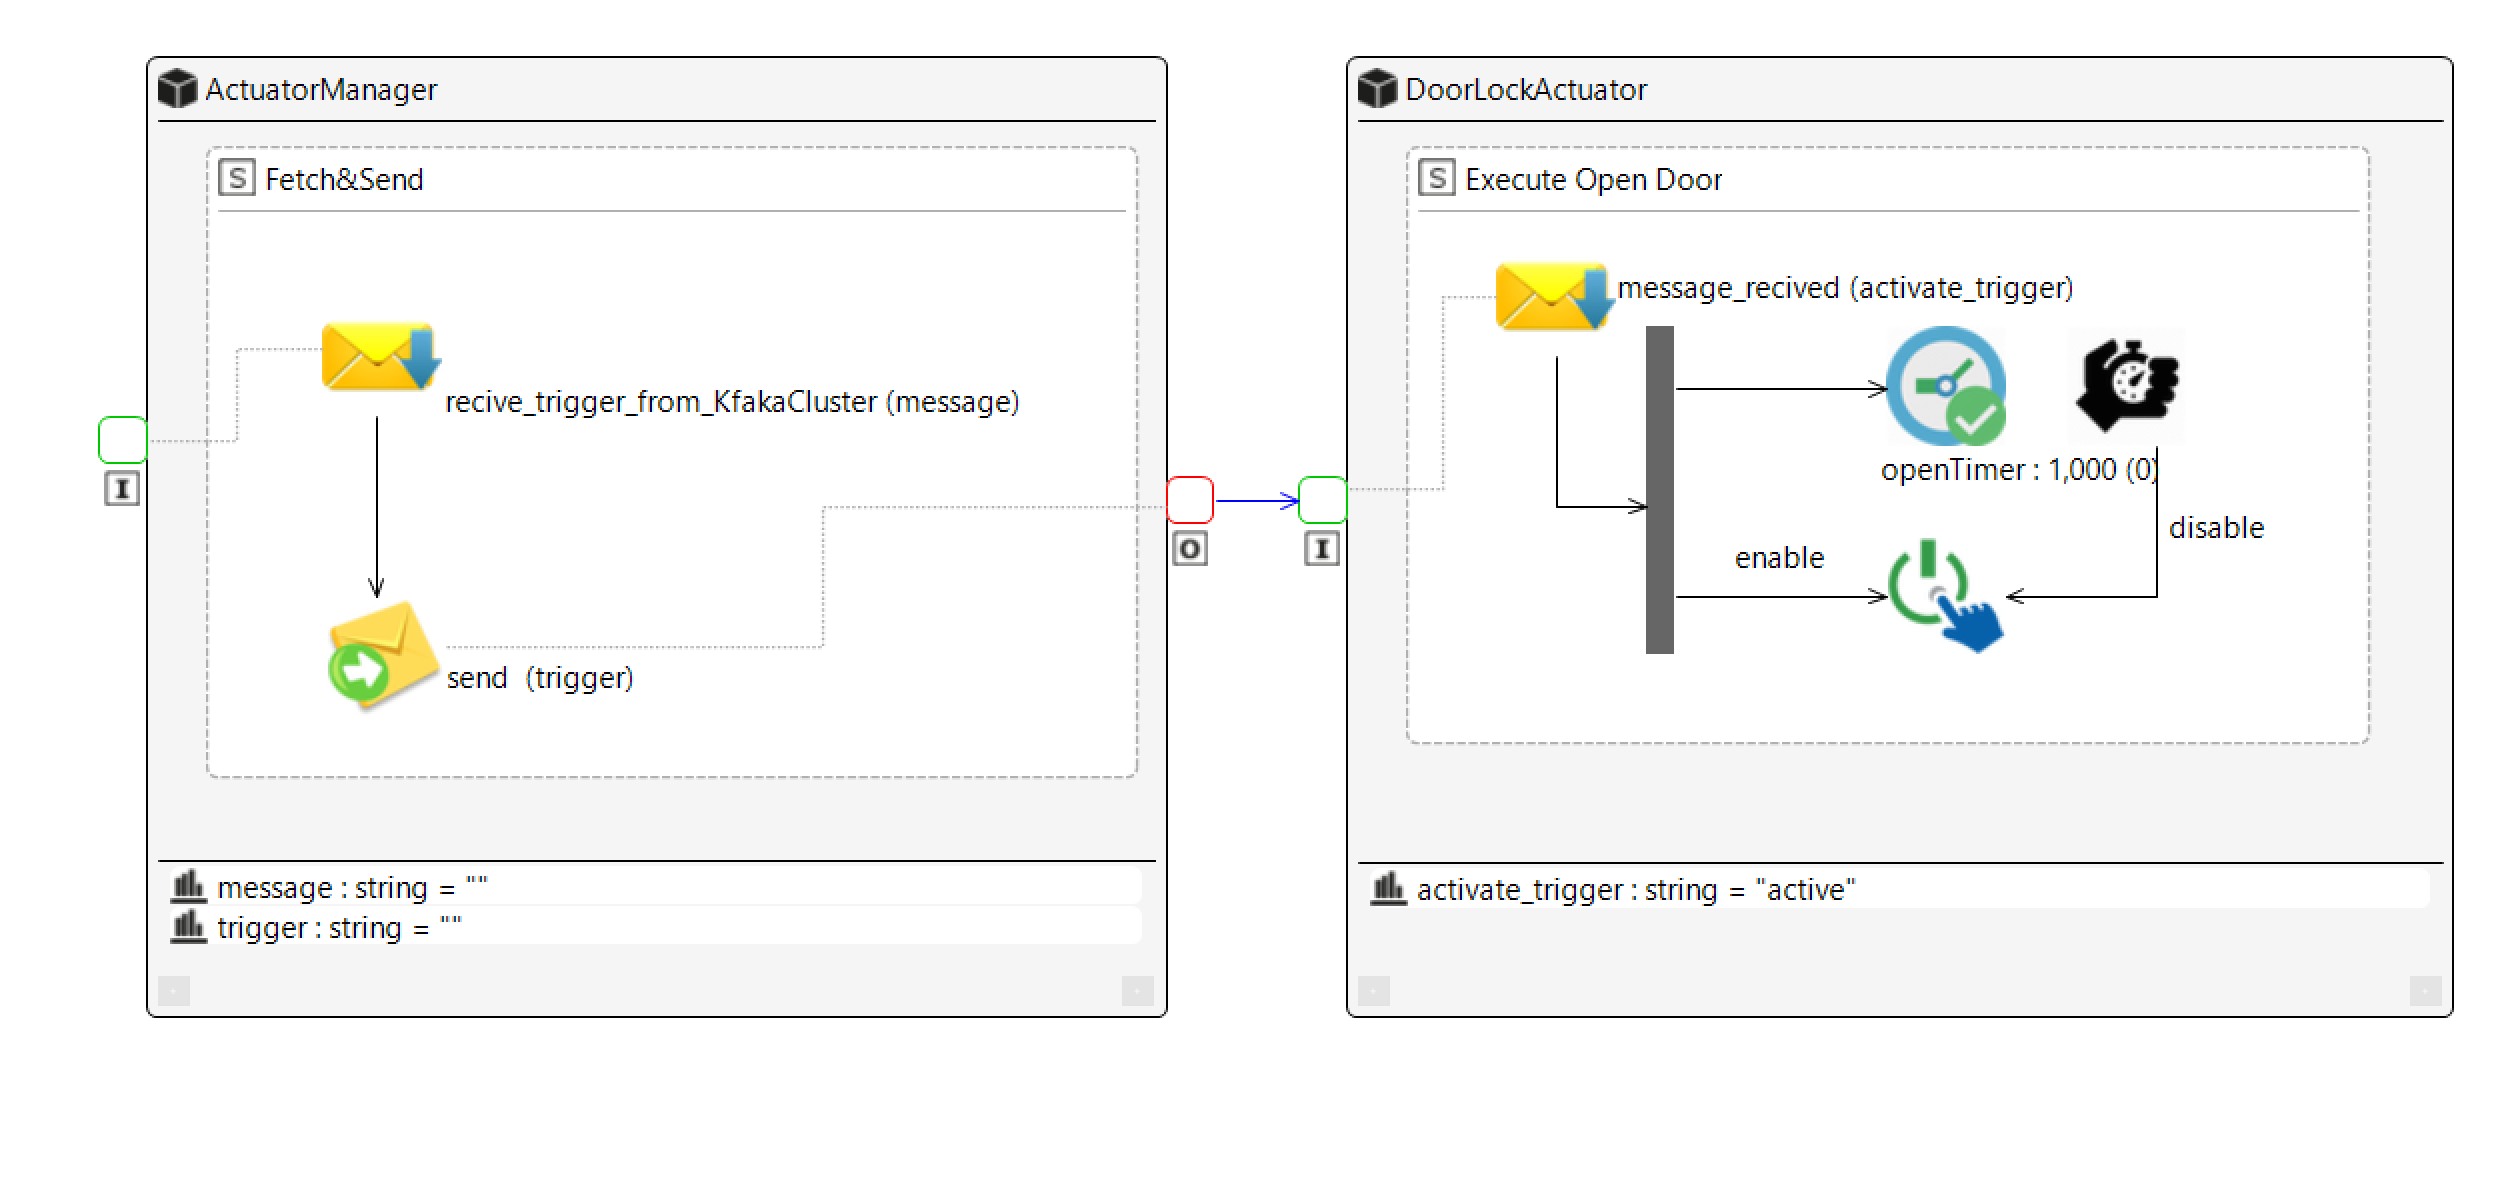 ActuatorManager
S Fetch&Send
recive_trigger_from_KfakaCluster (message)
I
send  (trigger)
O
message : string = ""
trigger : string = ""
DoorLockActuator
S Execute Open Door
message_recived (activate_trigger)
openTimer : 1,000 (0)
disable
enable
I
activate_trigger : string = "active"